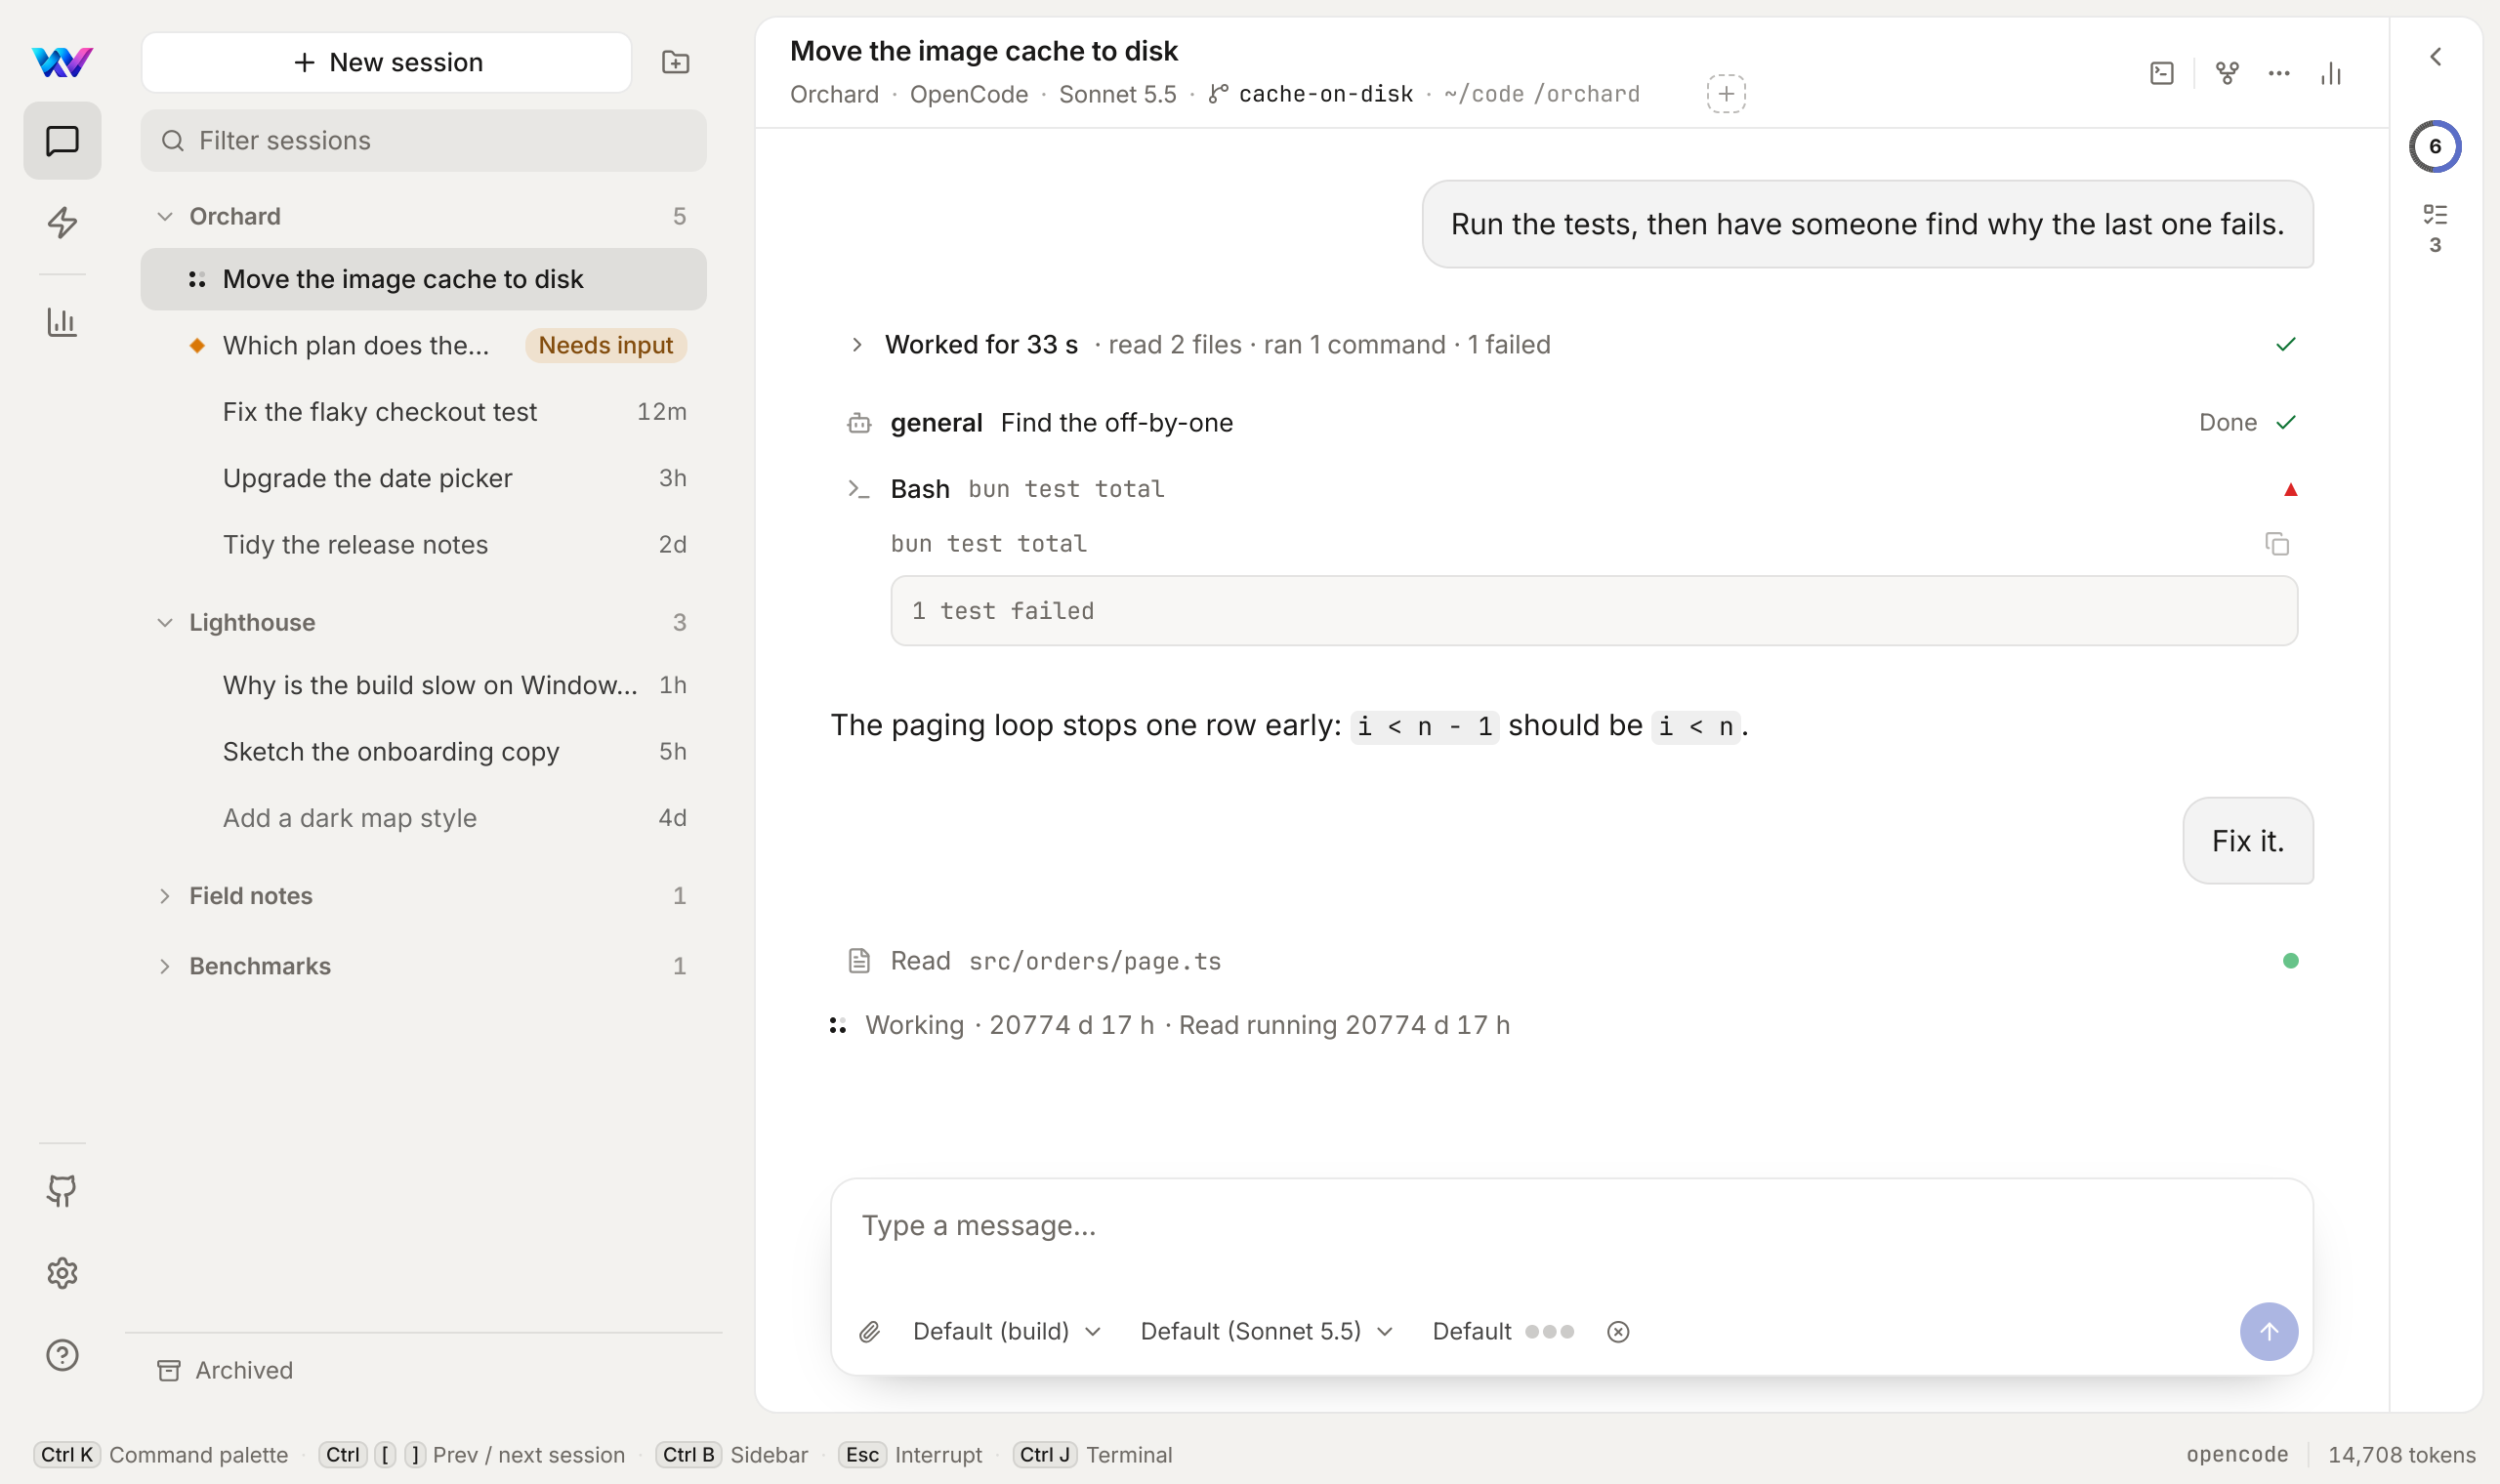 New session
Filter sessions
Orchard 5
Move the image cache to disk
Which plan does the... Needs input
Fix the flaky checkout test 12m
Upgrade the date picker 3h
Tidy the release notes 2d
Lighthouse 3
Why is the build slow on Window... 1h
Sketch the onboarding copy 5h
Add a dark map style 4d
Field notes 1
Benchmarks 1
Archived
Move the image cache to disk
Orchard · OpenCode · Sonnet 5.5 · cache-on-disk · ~/code /orchard
6
3
Run the tests, then have someone find why the last one fails.
Worked for 33 s · read 2 files · ran 1 command · 1 failed
general Find the off-by-one Done
Bash bun test total
bun test total
1 test failed
The paging loop stops one row early: i < n - 1 should be i < n.
Fix it.
Read src/orders/page.ts
Working · 20774 d 17 h · Read running 20774 d 17 h
Type a message...
Default (build) Default (Sonnet 5.5) Default
Ctrl K Command palette · Ctrl [ ] Prev / next session · Ctrl B Sidebar · Esc Interrupt · Ctrl J Terminal
opencode 14,708 tokens